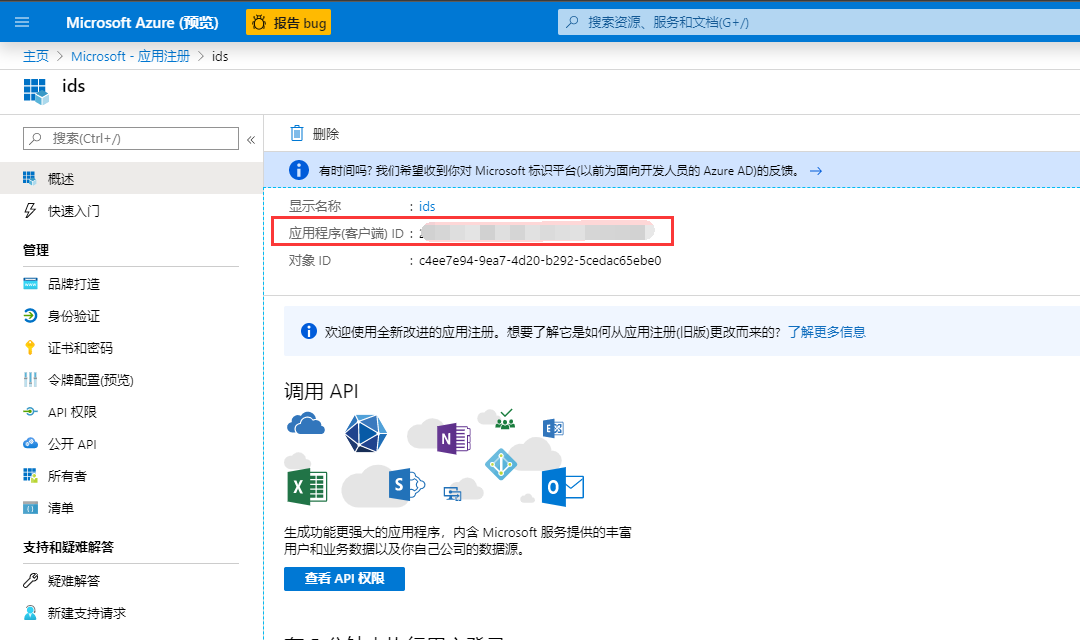 Microsoft Azure (预览)
报告 bug
搜索资源、服务和文档(G+/)
主页 > Microsoft - 应用注册 > ids
ids
搜索(Ctrl+/)
«
删除
有时间吗? 我们希望收到你对 Microsoft 标识平台(以前为面向开发人员的 Azure AD)的反馈。 →
概述
快速入门
管理
品牌打造
身份验证
证书和密码
令牌配置(预览)
API 权限
公开 API
所有者
清单
支持和疑难解答
疑难解答
新建支持请求
显示名称 : ids
应用程序(客户端) ID :
对象 ID : c4ee7e94-9ea7-4d20-b292-5cedac65ebe0
欢迎使用全新改进的应用注册。想要了解它是如何从应用注册(旧版)更改而来的? 了解更多信息
调用 API
N
E
X
S
O
生成功能更强大的应用程序，内含 Microsoft 服务提供的丰富
用户和业务数据以及你自己公司的数据源。
查看 API 权限